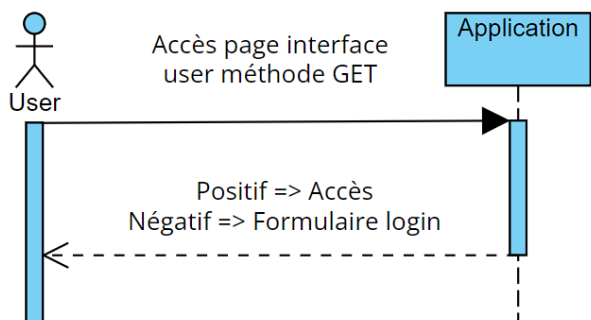 Application
Accès page interface
user méthode GET
User
Positif => Accès
Négatif => Formulaire login